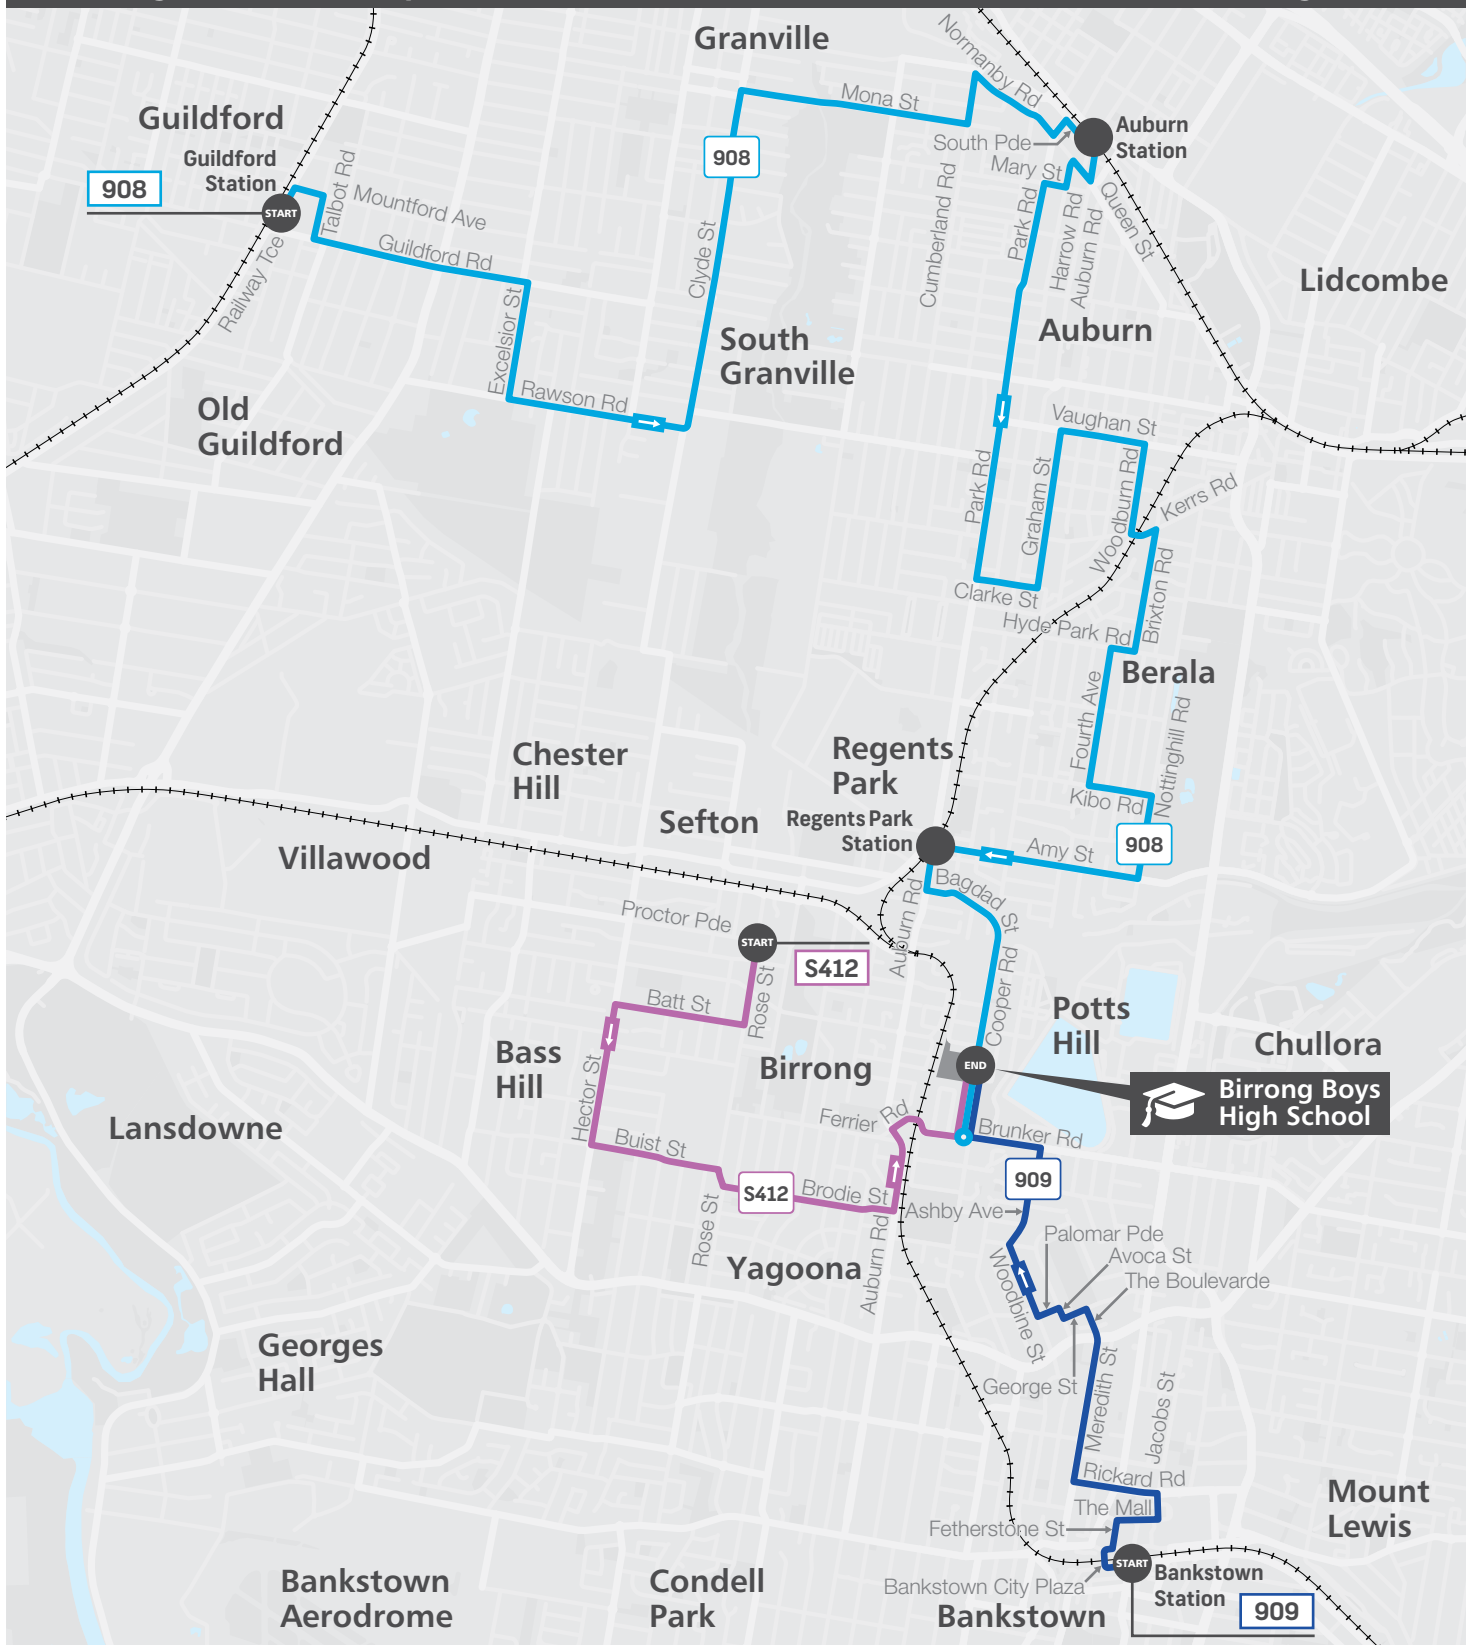 Granville
Normanby Rd
Mona St
Guildford
Guildford
Station
908
START
Talbot Rd
Mountford Ave
Guildford Rd
Railway Tce
908
South Pde
Auburn
Station
Mary St
Cumberland Rd
Park Rd
Harrow Rd
Auburn Rd
Queen St
Clyde St
Lidcombe
Excelsior St
South
Granville
Auburn
Rawson Rd
Old
Guildford
Vaughan St
Park Rd
Graham St
Woodburn Rd
Kerrs Rd
Clarke St
Brixton Rd
Hyde Park Rd
Berala
Fourth Ave
Nottinghill Rd
Chester
Hill
Regents
Park
Kibo Rd
Sefton
Regents Park
Station
Amy St
908
Villawood
Bagdad St
Auburn Rd
Proctor Pde
START
S412
Rose St
Batt St
Cooper Rd
Potts
Hill
Chullora
Bass
Hill
Birrong
END
Birrong Boys
High School
Hector St
Ferrier Rd
Lansdowne
Brunker Rd
Buist St
S412
Brodie St
909
Rose St
Ashby Ave
Auburn Rd
Yagoona
Palomar Pde
Avoca St
The Boulevarde
Woodbine St
Georges
Hall
George St
Meredith St
Jacobs St
Rickard Rd
The Mall
Mount
Lewis
Fetherstone St
START
Bankstown
Station
Bankstown City Plaza
909
Bankstown
Aerodrome
Condell
Park
Bankstown